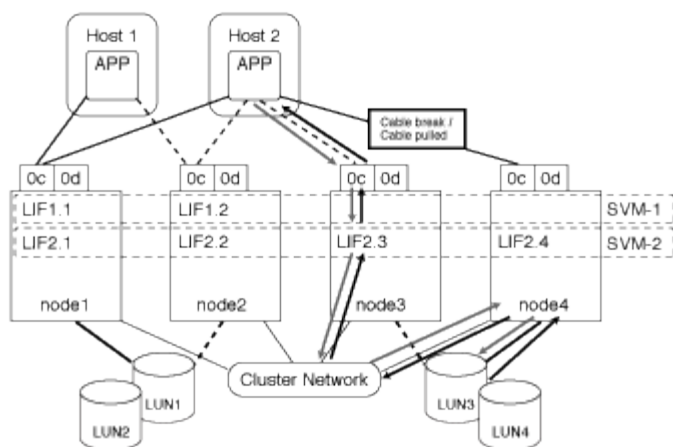 Host 1
Host 2
APP
APP
Cable break /
Cable pulled
0c
0d
0c
0d
0c
0d
0c
0d
LIF1.1
LIF1.2
SVM-1
LIF2.1
LIF2.2
LIF2.3
LIF2.4
SVM-2
node1
node2
node3
node4
Cluster Network
LUN1
LUN2
LUN3
LUN4